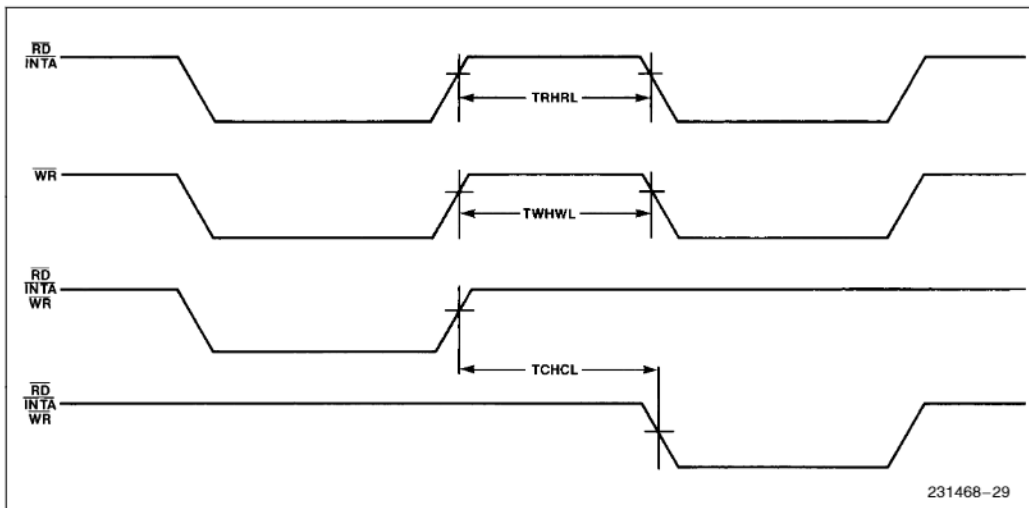 RD
INTA
TRHRL
WR
TWHWL
RD
INTA
WR
TCHCL
RD
INTA
WR
231468–29